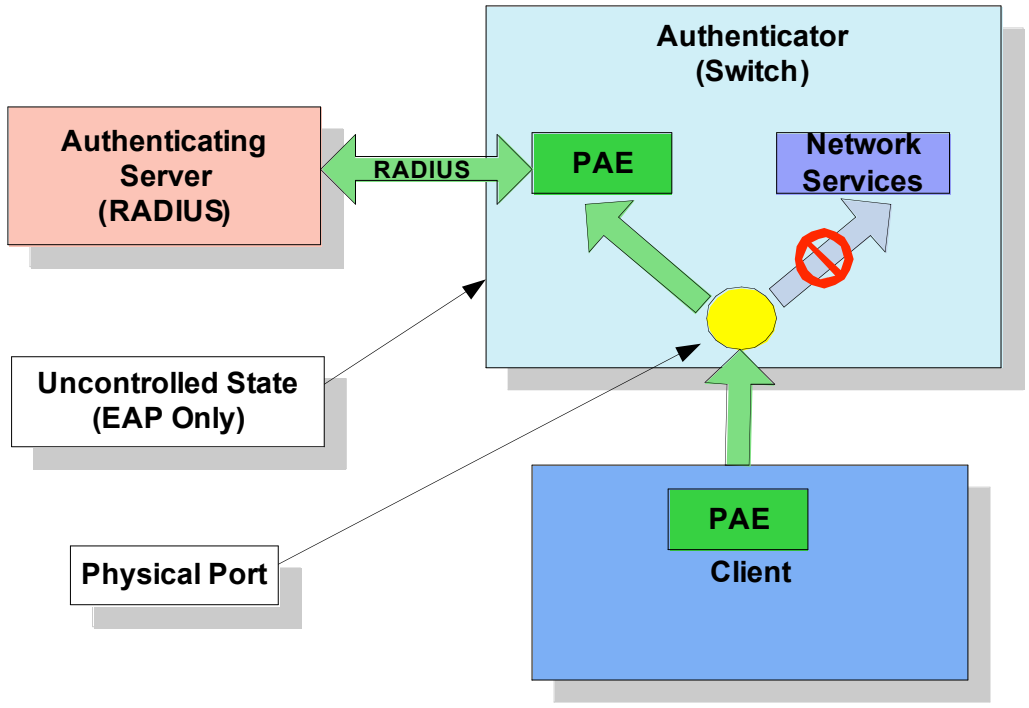 Authenticator
(Switch)
Authenticating
Server
(RADIUS)
RADIUS
PAE
Network
Services
Uncontrolled State
(EAP Only)
Physical Port
PAE
Client